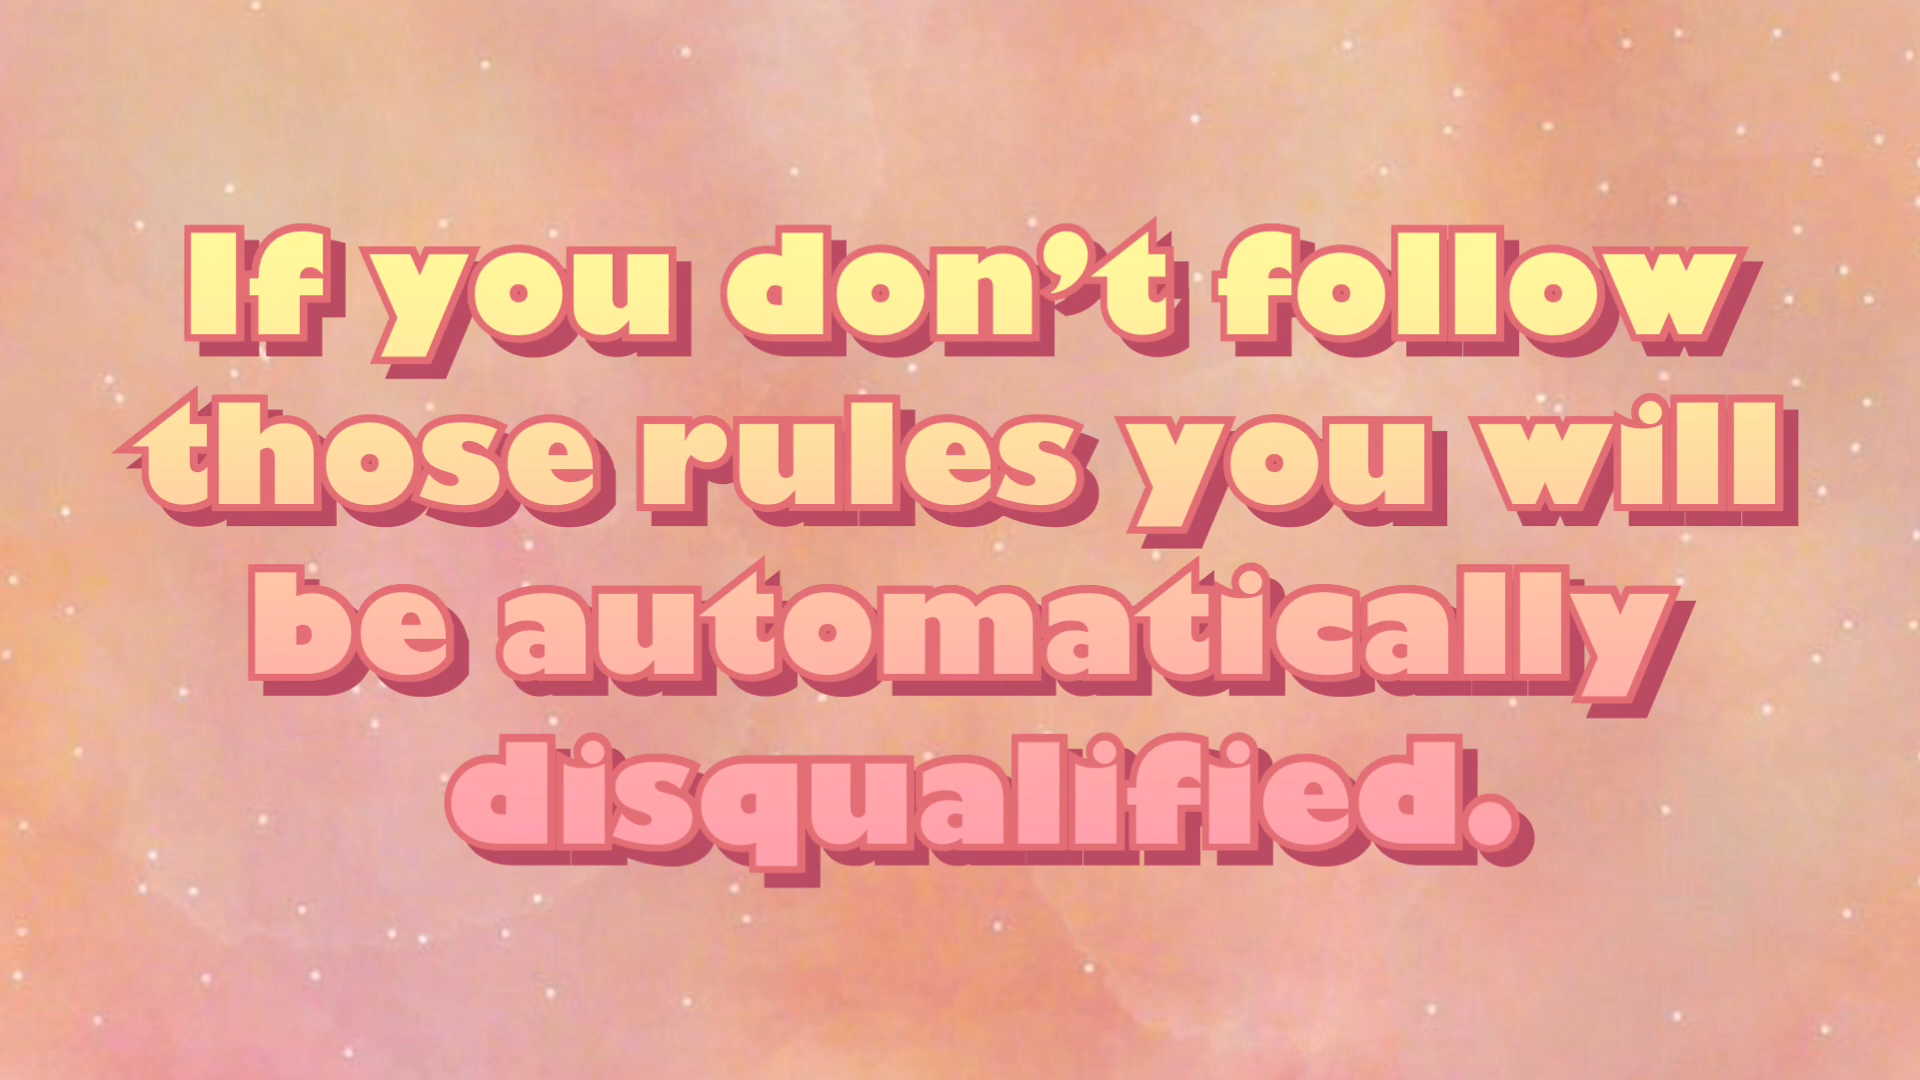 If you don’t follow
those rules you will
be automatically
disqualified.